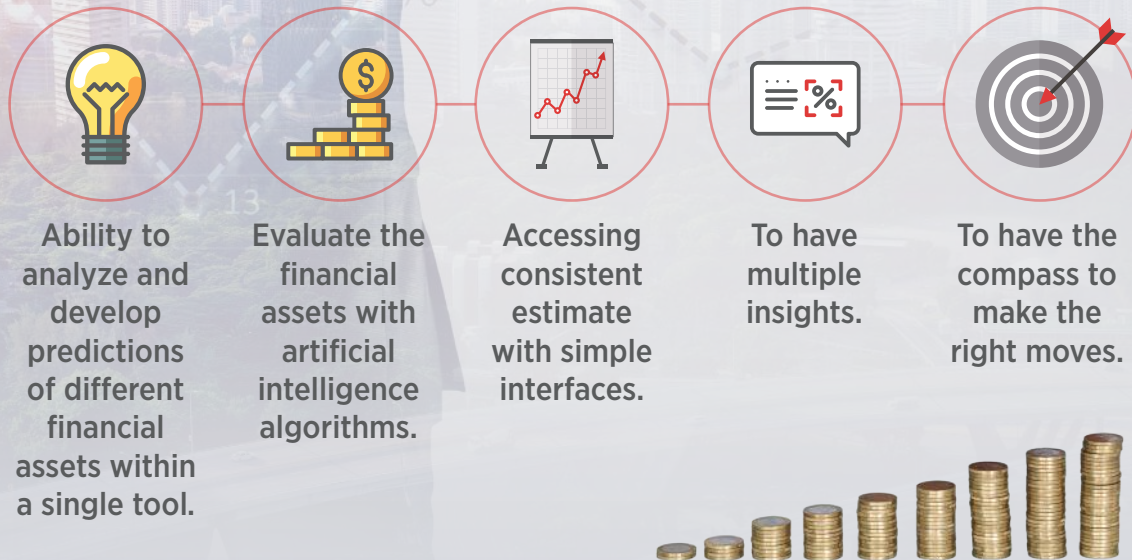 13
Ability to
analyze and
develop
predictions
of different
financial
assets within
a single tool.
$
Evaluate the
financial
assets with
artificial
intelligence
algorithms.
Accessing
consistent
estimate
with simple
interfaces.
%
To have
multiple
insights.
To have the
compass to
make the
right moves.